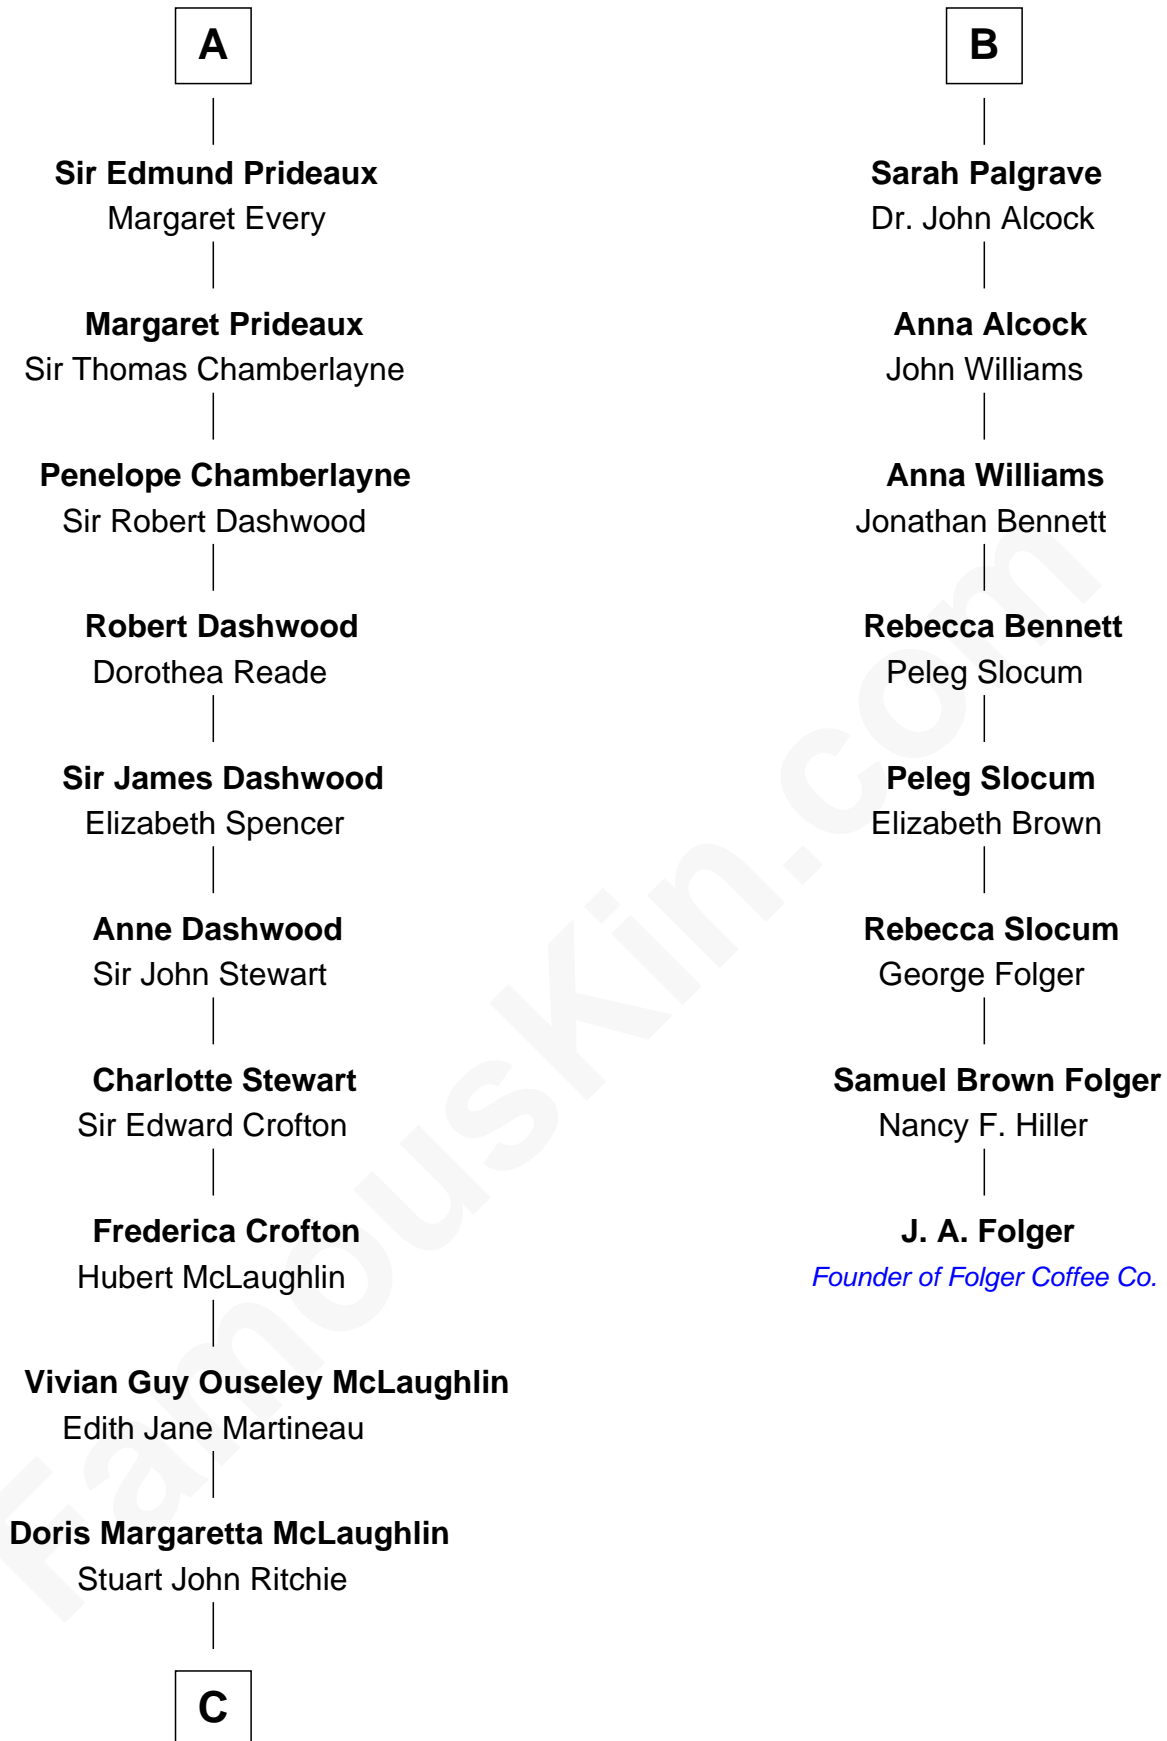 A
Sir Edmund Prideaux
Margaret Every
Margaret Prideaux
Sir Thomas Chamberlayne
Penelope Chamberlayne
Sir Robert Dashwood
Robert Dashwood
Dorothea Reade
Sir James Dashwood
Elizabeth Spencer
Anne Dashwood
Sir John Stewart
Charlotte Stewart
Sir Edward Crofton
Frederica Crofton
Hubert McLaughlin
Vivian Guy Ouseley McLaughlin
Edith Jane Martineau
Doris Margaretta McLaughlin
Stuart John Ritchie
C
B
Sarah Palgrave
Dr. John Alcock
Anna Alcock
John Williams
Anna Williams
Jonathan Bennett
Rebecca Bennett
Peleg Slocum
Peleg Slocum
Elizabeth Brown
Rebecca Slocum
George Folger
Samuel Brown Folger
Nancy F. Hiller
J. A. Folger
Founder of Folger Coffee Co.
FamousKin.com